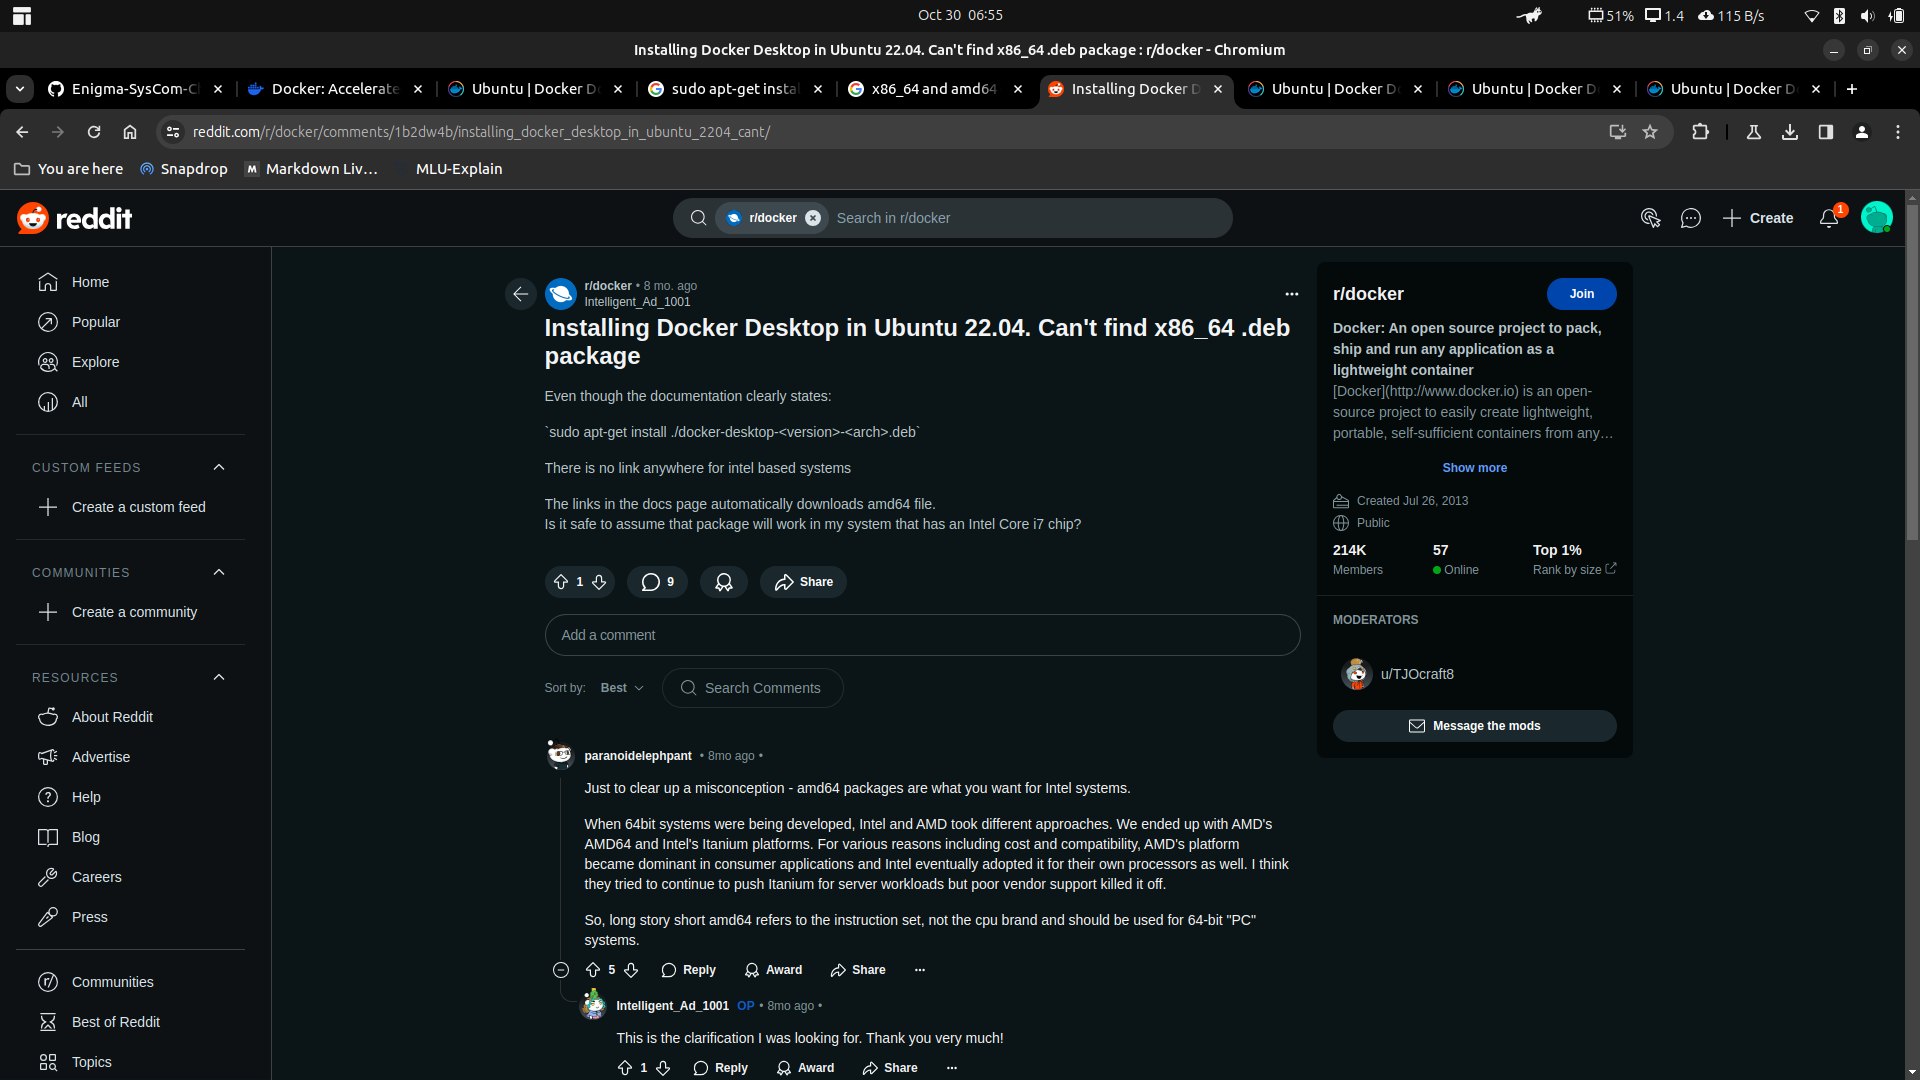 Oct 30 06:55
51%
1.4
115 B/s
Installing Docker Desktop in Ubuntu 22.04. Can't find x86_64 .deb package : r/docker - Chromium
Enigma-SysCom-C
Docker: Accelerate
Ubuntu | Docker D
sudo apt-get insta
x86_64 and amd64
Installing Docker D
Ubuntu | Docker D
Ubuntu | Docker D
Ubuntu | Docker D
reddit.com/r/docker/comments/1b2dw4b/installing_docker_desktop_in_ubuntu_2204_cant/
You are here
Snapdrop
M
Markdown Liv…
MLU-Explain
reddit
r/docker
Search in r/docker
Create
1
Home
Popular
Explore
All
CUSTOM FEEDS
Create a custom feed
COMMUNITIES
Create a community
RESOURCES
About Reddit
Advertise
Help
Blog
Careers
Press
Communities
Best of Reddit
Topics
r/docker • 8 mo. ago
Intelligent_Ad_1001
Installing Docker Desktop in Ubuntu 22.04. Can't find x86_64 .deb
package
Even though the documentation clearly states:
`sudo apt-get install ./docker-desktop-<version>-<arch>.deb`
There is no link anywhere for intel based systems
The links in the docs page automatically downloads amd64 file.
Is it safe to assume that package will work in my system that has an Intel Core i7 chip?
1
9
Share
Add a comment
Sort by:
Best
Search Comments
paranoidelephpant • 8mo ago •
Just to clear up a misconception - amd64 packages are what you want for Intel systems.
When 64bit systems were being developed, Intel and AMD took different approaches. We ended up with AMD's
AMD64 and Intel's Itanium platforms. For various reasons including cost and compatibility, AMD's platform
became dominant in consumer applications and Intel eventually adopted it for their own processors as well. I think
they tried to continue to push Itanium for server workloads but poor vendor support killed it off.
So, long story short amd64 refers to the instruction set, not the cpu brand and should be used for 64-bit "PC"
systems.
5
Reply
Award
Share
Intelligent_Ad_1001 OP • 8mo ago •
This is the clarification I was looking for. Thank you very much!
1
Reply
Award
Share
r/docker
Join
Docker: An open source project to pack,
ship and run any application as a
lightweight container
[Docker](http://www.docker.io) is an open-
source project to easily create lightweight,
portable, self-sufficient containers from any…
Show more
Created Jul 26, 2013
Public
214K
Members
57
Online
Top 1%
Rank by size
MODERATORS
u/TJOcraft8
Message the mods